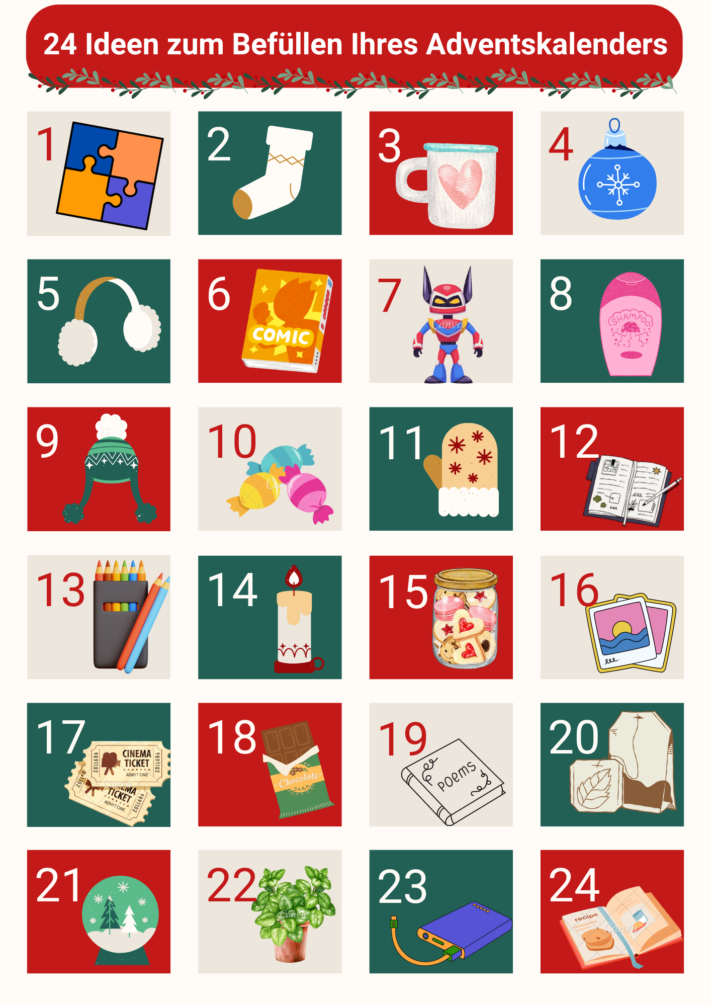 24 Ideen zum Befüllen Ihres Adventskalenders
1
2
3
4
5
6
COMIC
7
Canva
8
SHAMPOO
9
10
11
12
13
14
15
16
17
CINEMA
TICKET
ADMIT ONE
CINEMA
TICKET
ADMIT ONE
18
Chocolate
19
poems
20
21
22
23
24
recipe